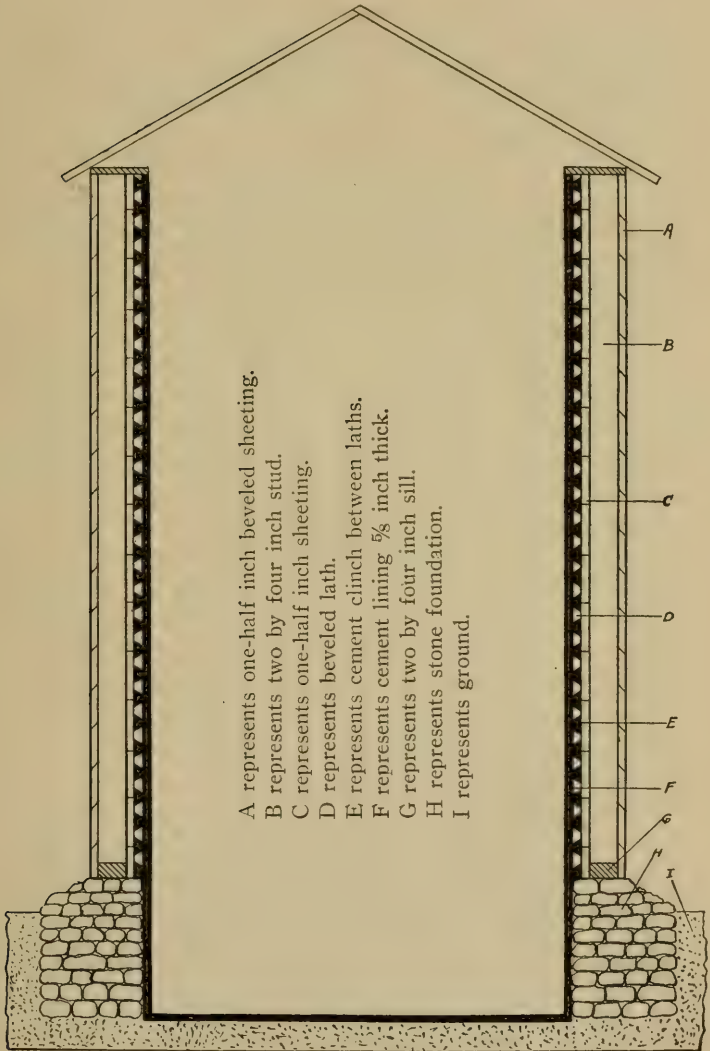 A represents one-half inch beveled sheeting.
B represents two by four inch stud.
C represents one-half inch sheeting.
D represents beveled lath.
E represents cement clinch between laths.
F represents cement lining ⅝ inch thick.
G represents two by four inch sill.
H represents stone foundation.
I represents ground.
A
B
C
D
E
F
G
H
I